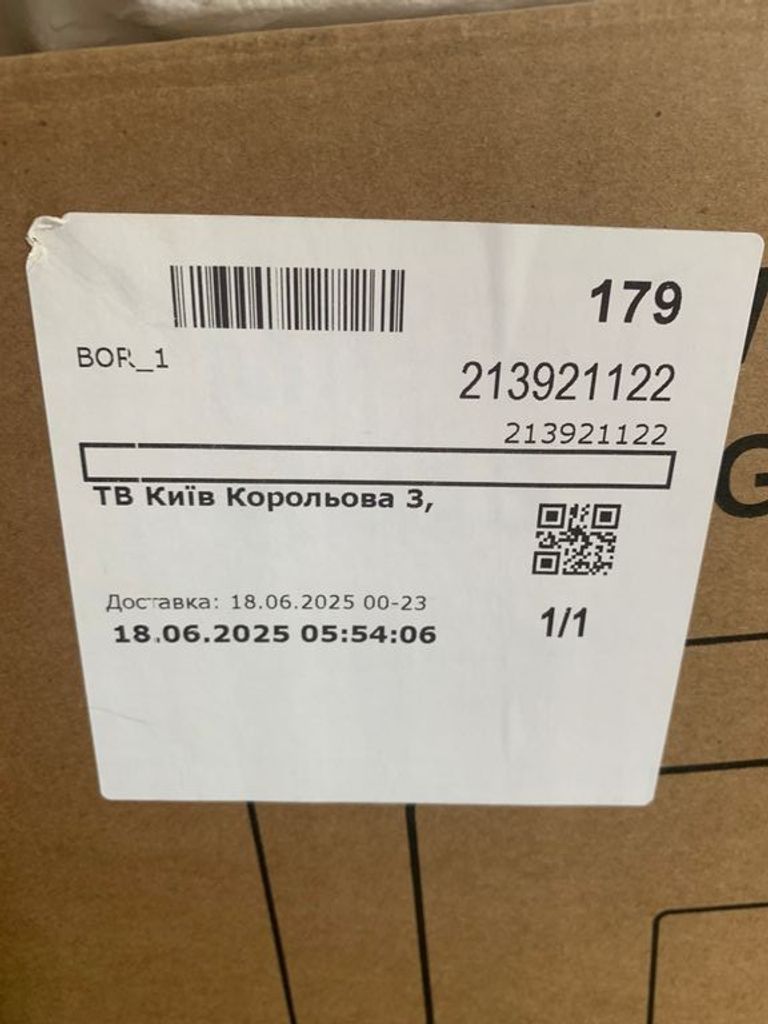 179
BOR_1
213921122
213921122
ТВ Київ Корольова 3,
Доставка: 18.06.2025 00-23
18.06.2025 05:54:06
1/1
G